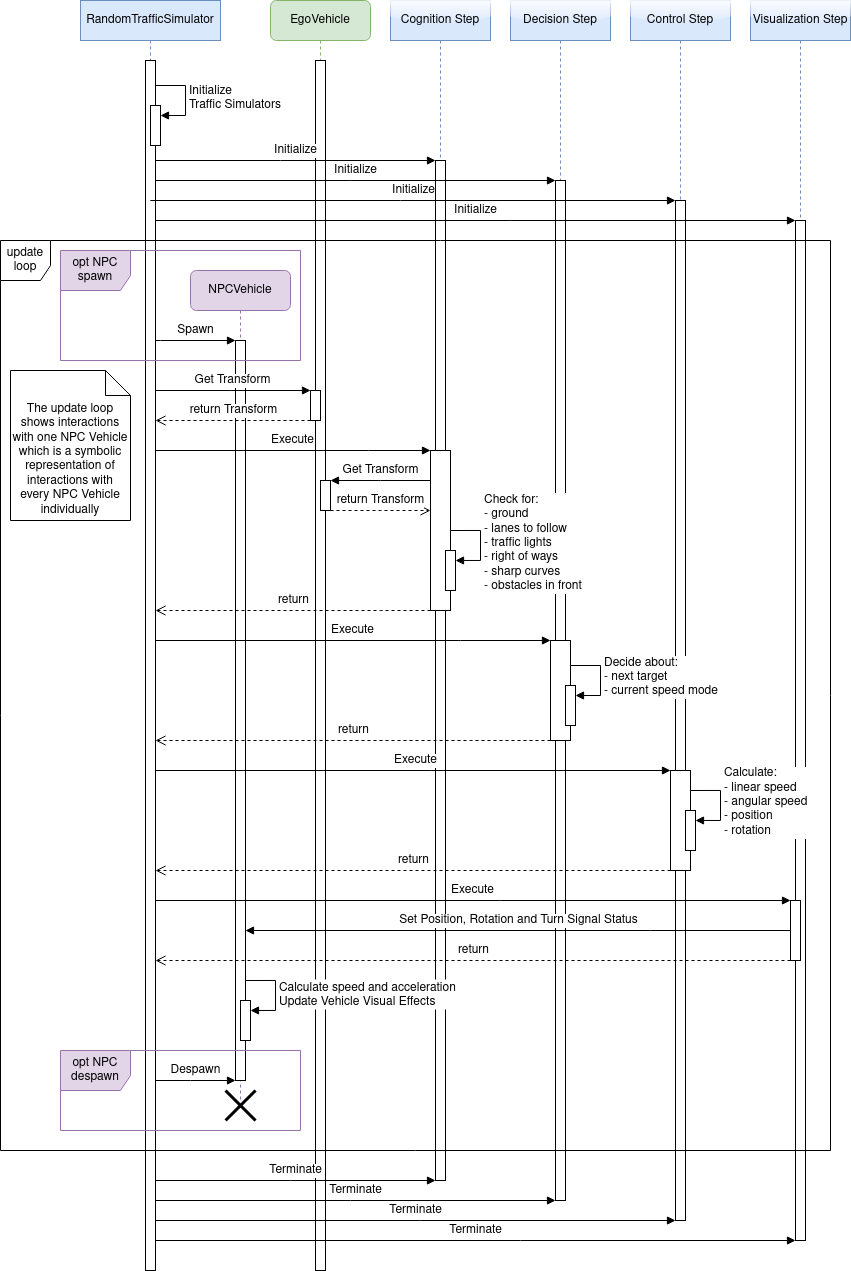 RandomTrafficSimulator
EgoVehicle
Cognition Step
Decision Step
Control Step
Visualization Step
Initialize
Traffic Simulators
Initialize
Initialize
Initialize
Initialize
update
loop
opt NPC
spawn
NPCVehicle
Spawn
Get Transform
return Transform
The update loop
shows interactions
with one NPC Vehicle
which is a symbolic
representation of
interactions with
every NPC Vehicle
individually
Execute
Get Transform
return Transform
Check for:
- ground
- lanes to follow
- traffic lights
- right of ways
- sharp curves
- obstacles in front
return
Execute
Decide about:
- next target
- current speed mode
return
Execute
Calculate:
- linear speed
- angular speed
- position
- rotation
return
Execute
Set Position, Rotation and Turn Signal Status
return
Calculate speed and acceleration
Update Vehicle Visual Effects
opt NPC
despawn
Despawn
Terminate
Terminate
Terminate
Terminate